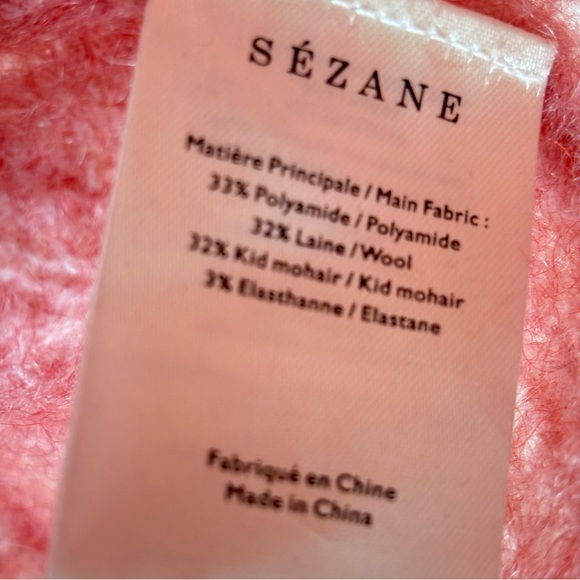 SÉZANE
Matière Principale / Main Fabric :
33% Polyamide / Polyamide
32% Laine / Wool
32% Kid mohair / Kid mohair
3% Elasthanne / Elastane
Fabriqué en Chine
Made in China